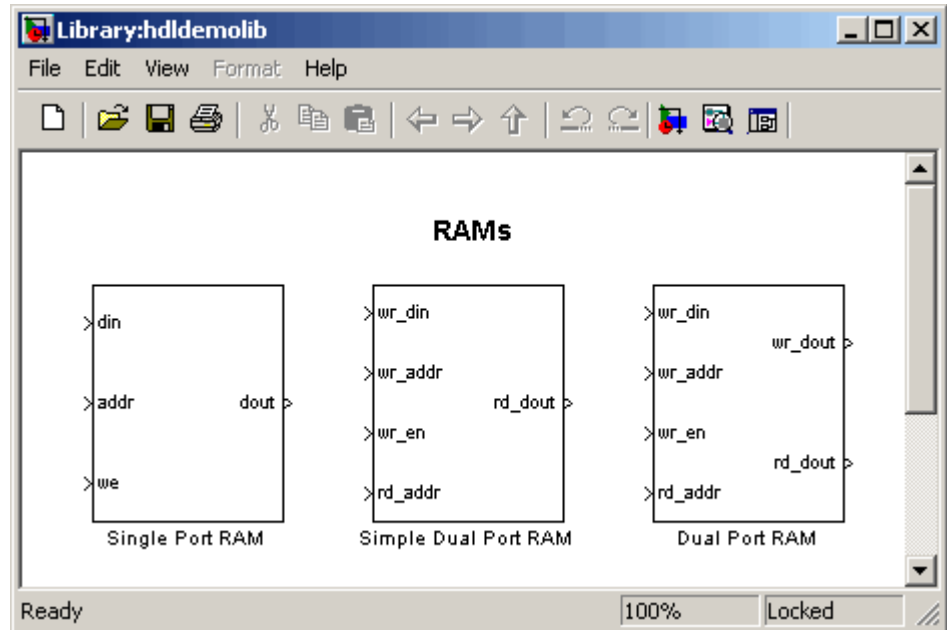 Library:hdldemolib
File Edit View Format Help
RAMs
din
addr
we
dout
Single Port RAM
wr_din
wr_addr
wr_en
rd_addr
rd_dout
Simple Dual Port RAM
wr_din
wr_addr
wr_en
rd_addr
wr_dout
rd_dout
Dual Port RAM
Ready 100% Locked